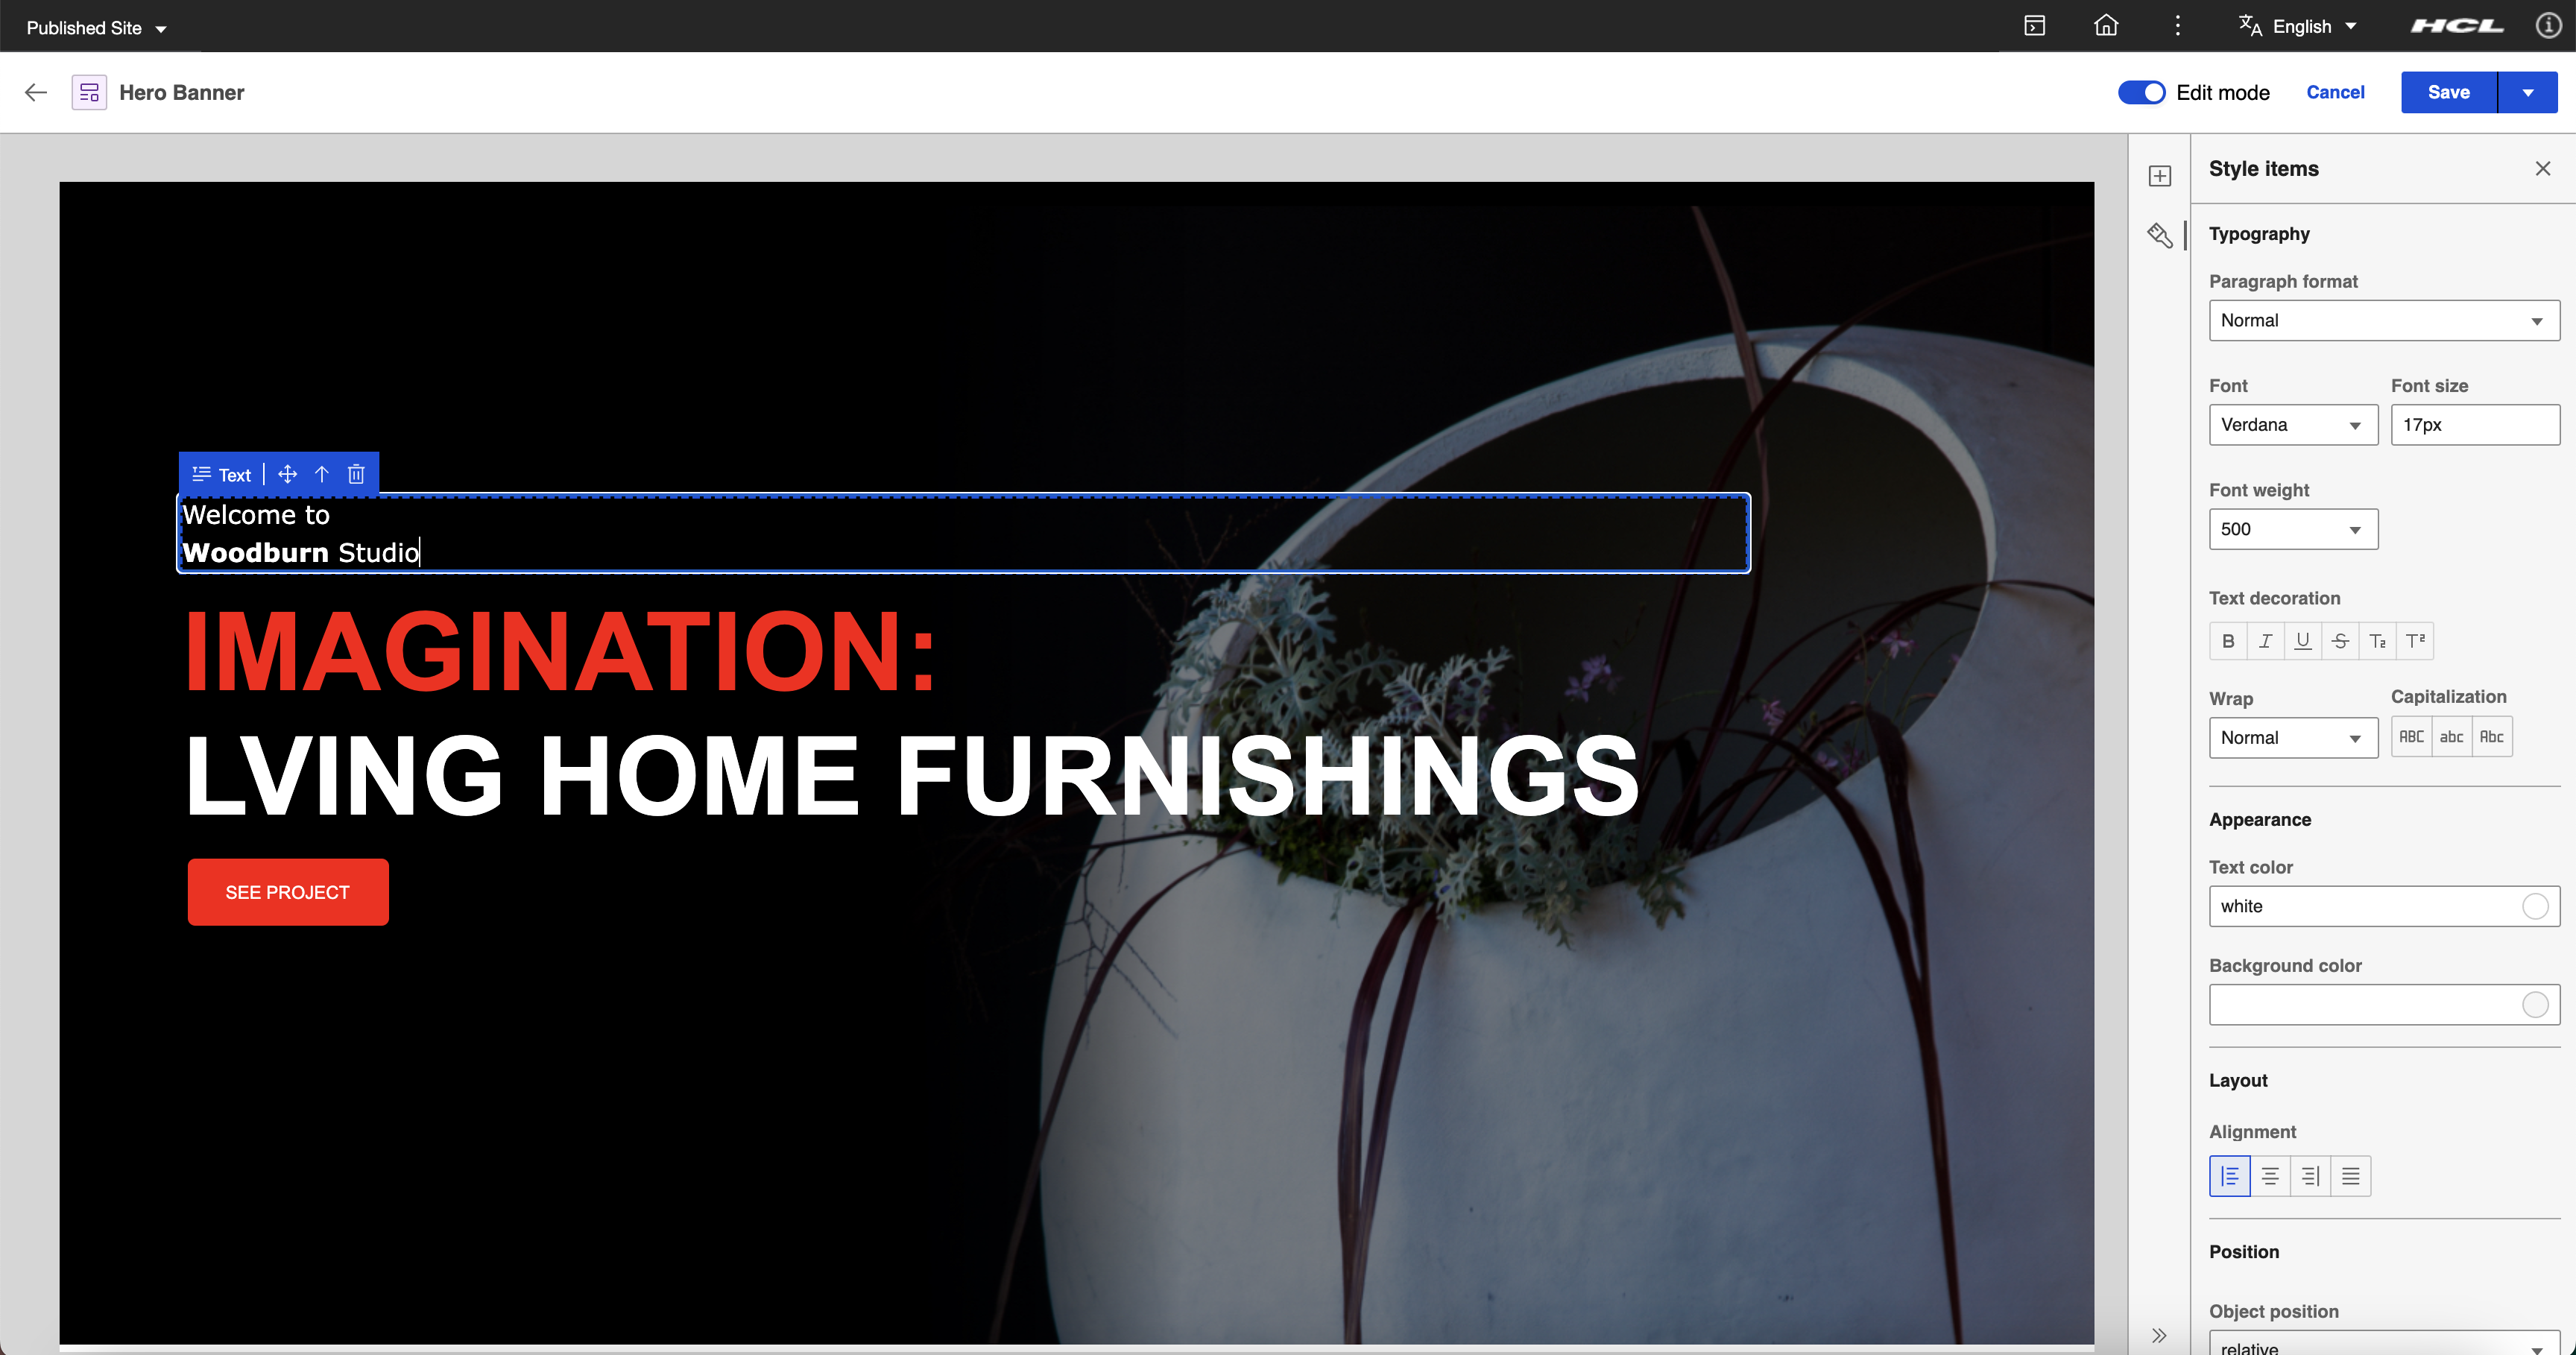 Published Site
English
HCL
Hero Banner
Edit mode
Cancel
Save
Style items
Typography
Paragraph format
Normal
Font
Font size
Verdana
17px
Font weight
500
Text decoration
B I U S T2 T2
Wrap
Capitalization
Normal
ABC abc Abc
Appearance
Text color
white
Background color
Layout
Alignment
Position
Object position
relative
Text
Welcome to
Woodburn Studio
IMAGINATION:
LVING HOME FURNISHINGS
SEE PROJECT